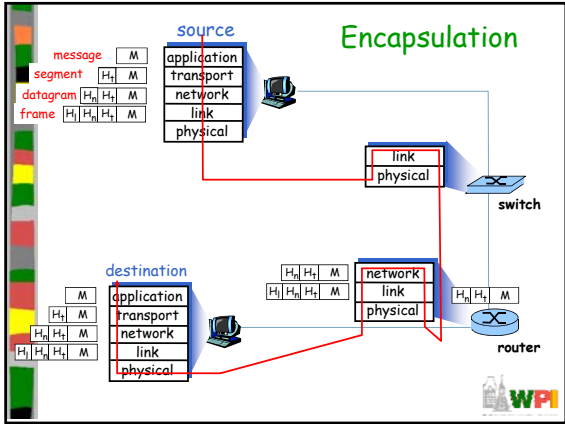 Encapsulation
source
message M
segment Ht M
datagram Hn Ht M
frame Hl Hn Ht M
application
transport
network
link
physical
link
physical
switch
destination
M
Ht M
Hn Ht M
Hl Hn Ht M
application
transport
network
link
physical
Hn Ht M
Hl Hn Ht M
network
link
physical
Hn Ht M
router
WPI